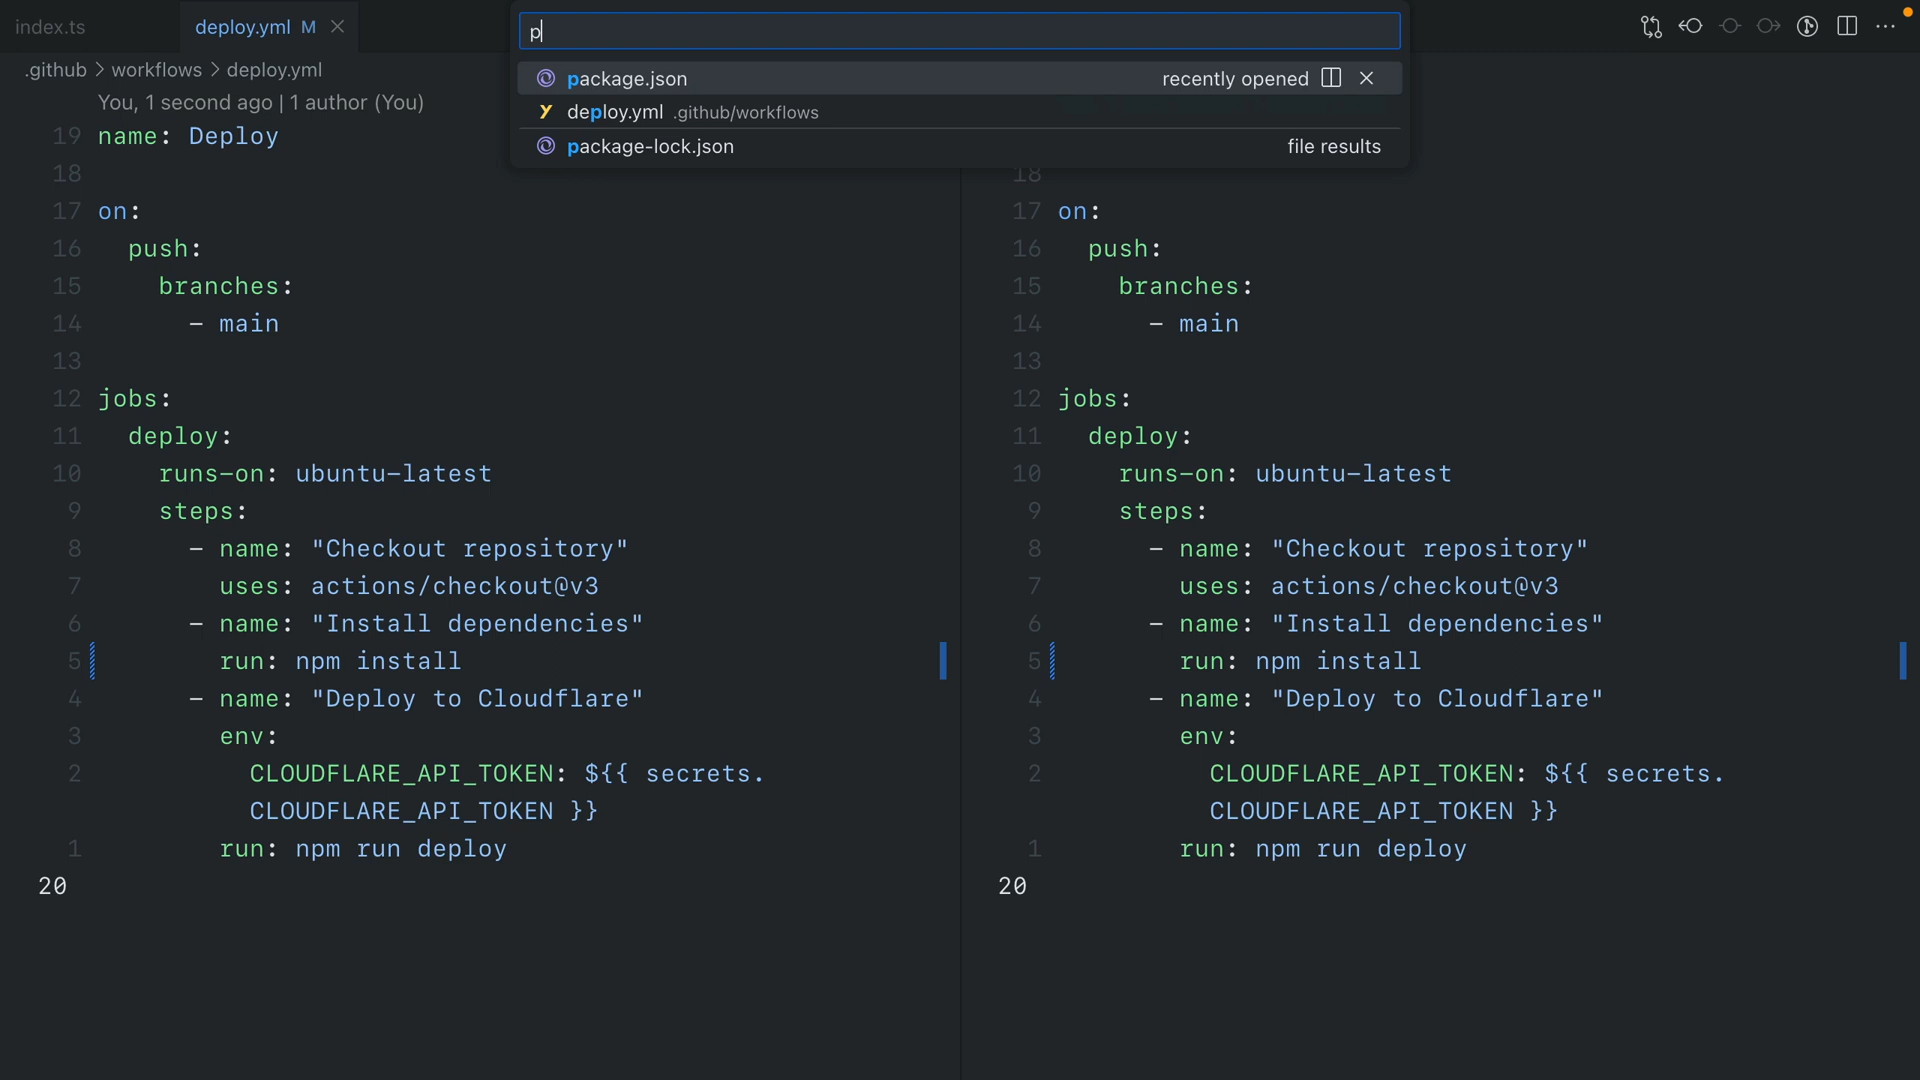 index.ts
deploy.yml M
p
package.json recently opened
deploy.yml .github/workflows
package-lock.json file results
.github > workflows > deploy.yml
You, 1 second ago | 1 author (You)
19 name: Deploy
18
17 on:
16 push:
15 branches:
14 - main
13
12 jobs:
11 deploy:
10 runs-on: ubuntu-latest
9 steps:
8 - name: "Checkout repository"
7 uses: actions/checkout@v3
6 - name: "Install dependencies"
5 run: npm install
4 - name: "Deploy to Cloudflare"
3 env:
2 CLOUDFLARE_API_TOKEN: ${{ secrets.
CLOUDFLARE_API_TOKEN }}
1 run: npm run deploy
20
18
17 on:
16 push:
15 branches:
14 - main
13
12 jobs:
11 deploy:
10 runs-on: ubuntu-latest
9 steps:
8 - name: "Checkout repository"
7 uses: actions/checkout@v3
6 - name: "Install dependencies"
5 run: npm install
4 - name: "Deploy to Cloudflare"
3 env:
2 CLOUDFLARE_API_TOKEN: ${{ secrets.
CLOUDFLARE_API_TOKEN }}
1 run: npm run deploy
20